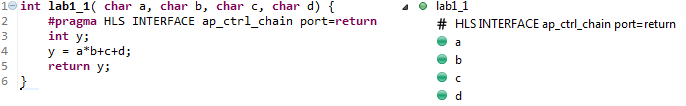 1 int lab1_1( char a, char b, char c, char d) {
2 #pragma HLS INTERFACE ap_ctrl_chain port=return
3 int y;
4 y = a*b+c+d;
5 return y;
6 }
lab1_1
# HLS INTERFACE ap_ctrl_chain port=return
a
b
c
d